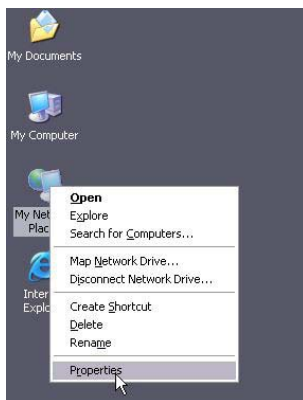 My Documents
My Computer
My Net
Plac
Open
Explore
Search for Computers...
Map Network Drive...
Disconnect Network Drive...
Inter
Explo
Create Shortcut
Delete
Rename
Properties